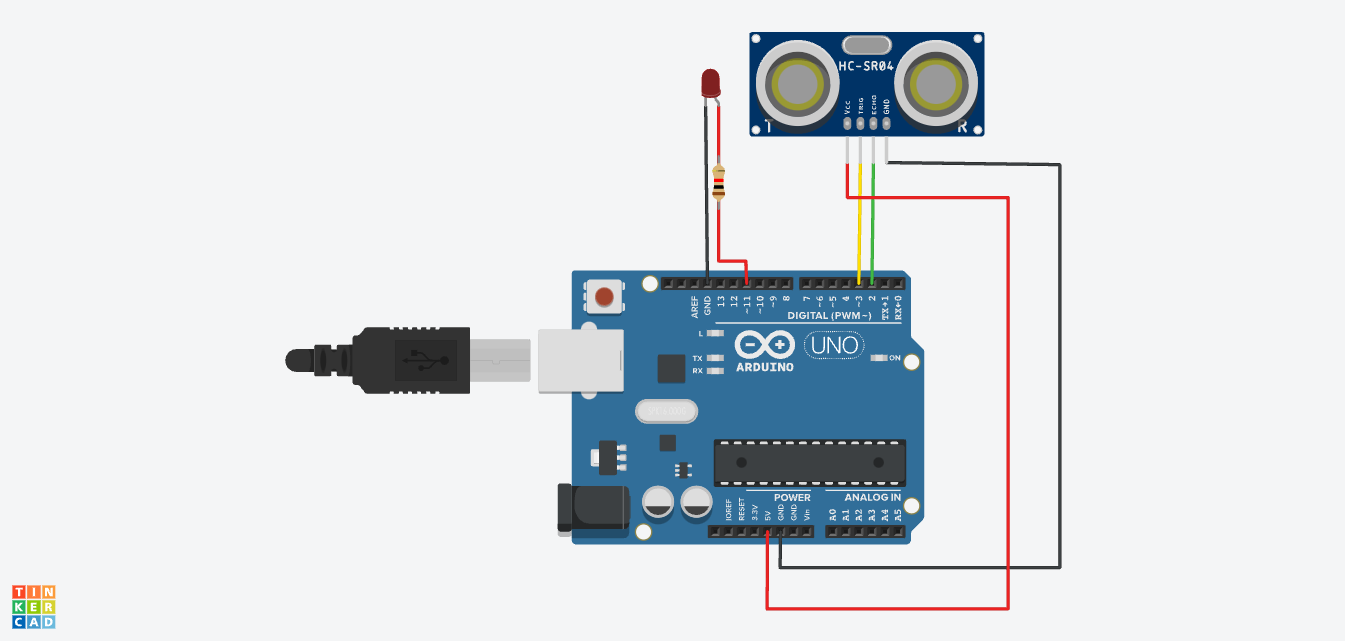 HC-SR04
VCC
TRIG
ECHO
GND
T
R
AREF
GND
13
12
~11
~10
~9
8
7
~6
~5
4
~3
2
TX→1
RX←0
DIGITAL (PWM~)
L
TX
RX
ARDUINO
UNO
ON
POWER
ANALOG IN
IOREF
RESET
3.3V
5V
GND
GND
Vin
A0
A1
A2
A3
A4
A5
TIN
KER
CAD